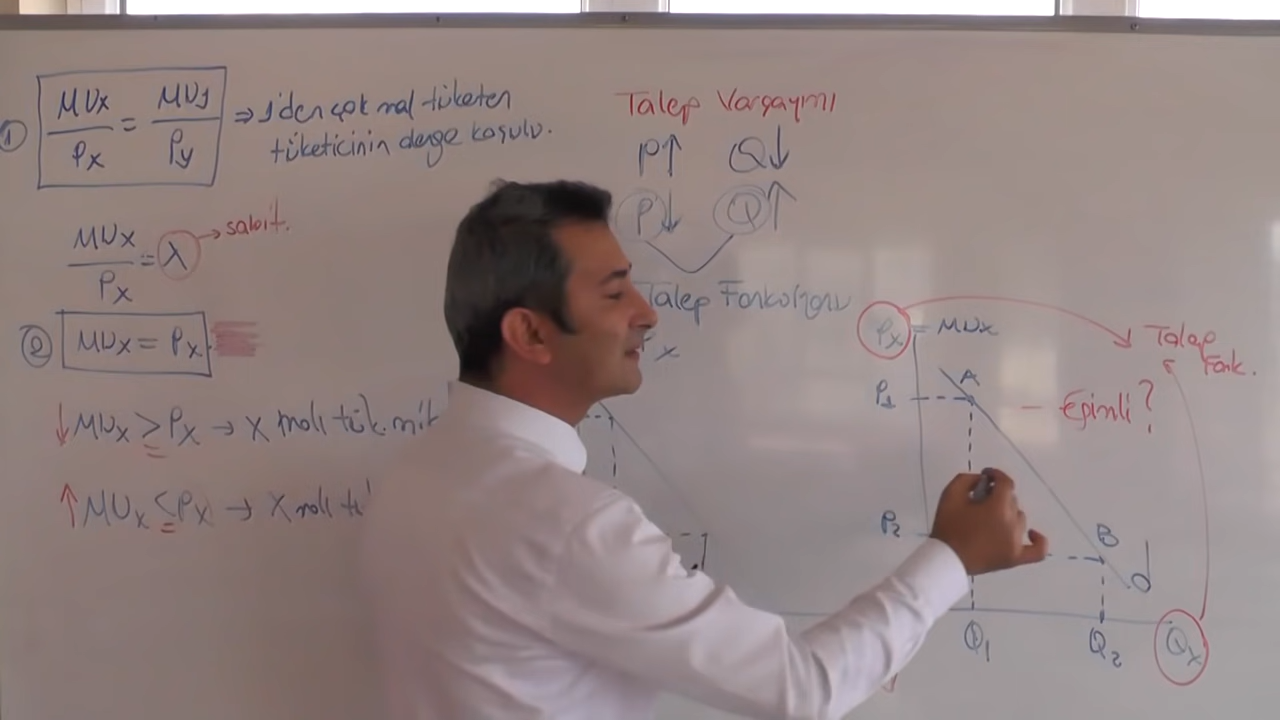 1 MUx / Px = MUy / Py ⇒ 1'den çok mal tüketen
tüketicinin denge koşulu.
MUx / Px = λ → sabit.
2 MUx = Px.
↓ MUx ≥ Px → X malı tük.
↑ MUx ≤ Px → X malı
Talep Varsayımı
P↑ Q↓
P↓ Q↑
Talep Fonksiyonu
Px = MUx
Talep
Fonk.
P1
A
- Eğimli?
P2
B
d
Q1 Q2 Qx